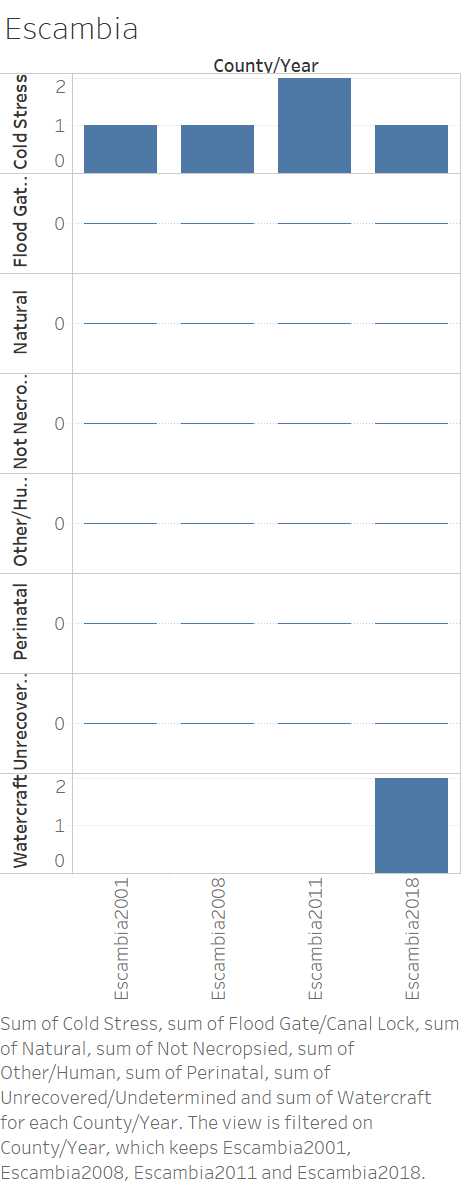 Escambia
County/Year
Cold Stress
2
1
0
Flood Gat..
0
Natural
0
Not Necro..
0
Other/Hu..
0
Perinatal
0
Unrecover..
0
Watercraft
2
1
0
Escambia2001
Escambia2008
Escambia2011
Escambia2018
Sum of Cold Stress, sum of Flood Gate/Canal Lock, sum
of Natural, sum of Not Necropsied, sum of
Other/Human, sum of Perinatal, sum of
Unrecovered/Undetermined and sum of Watercraft
for each County/Year. The view is filtered on
County/Year, which keeps Escambia2001,
Escambia2008, Escambia2011 and Escambia2018.